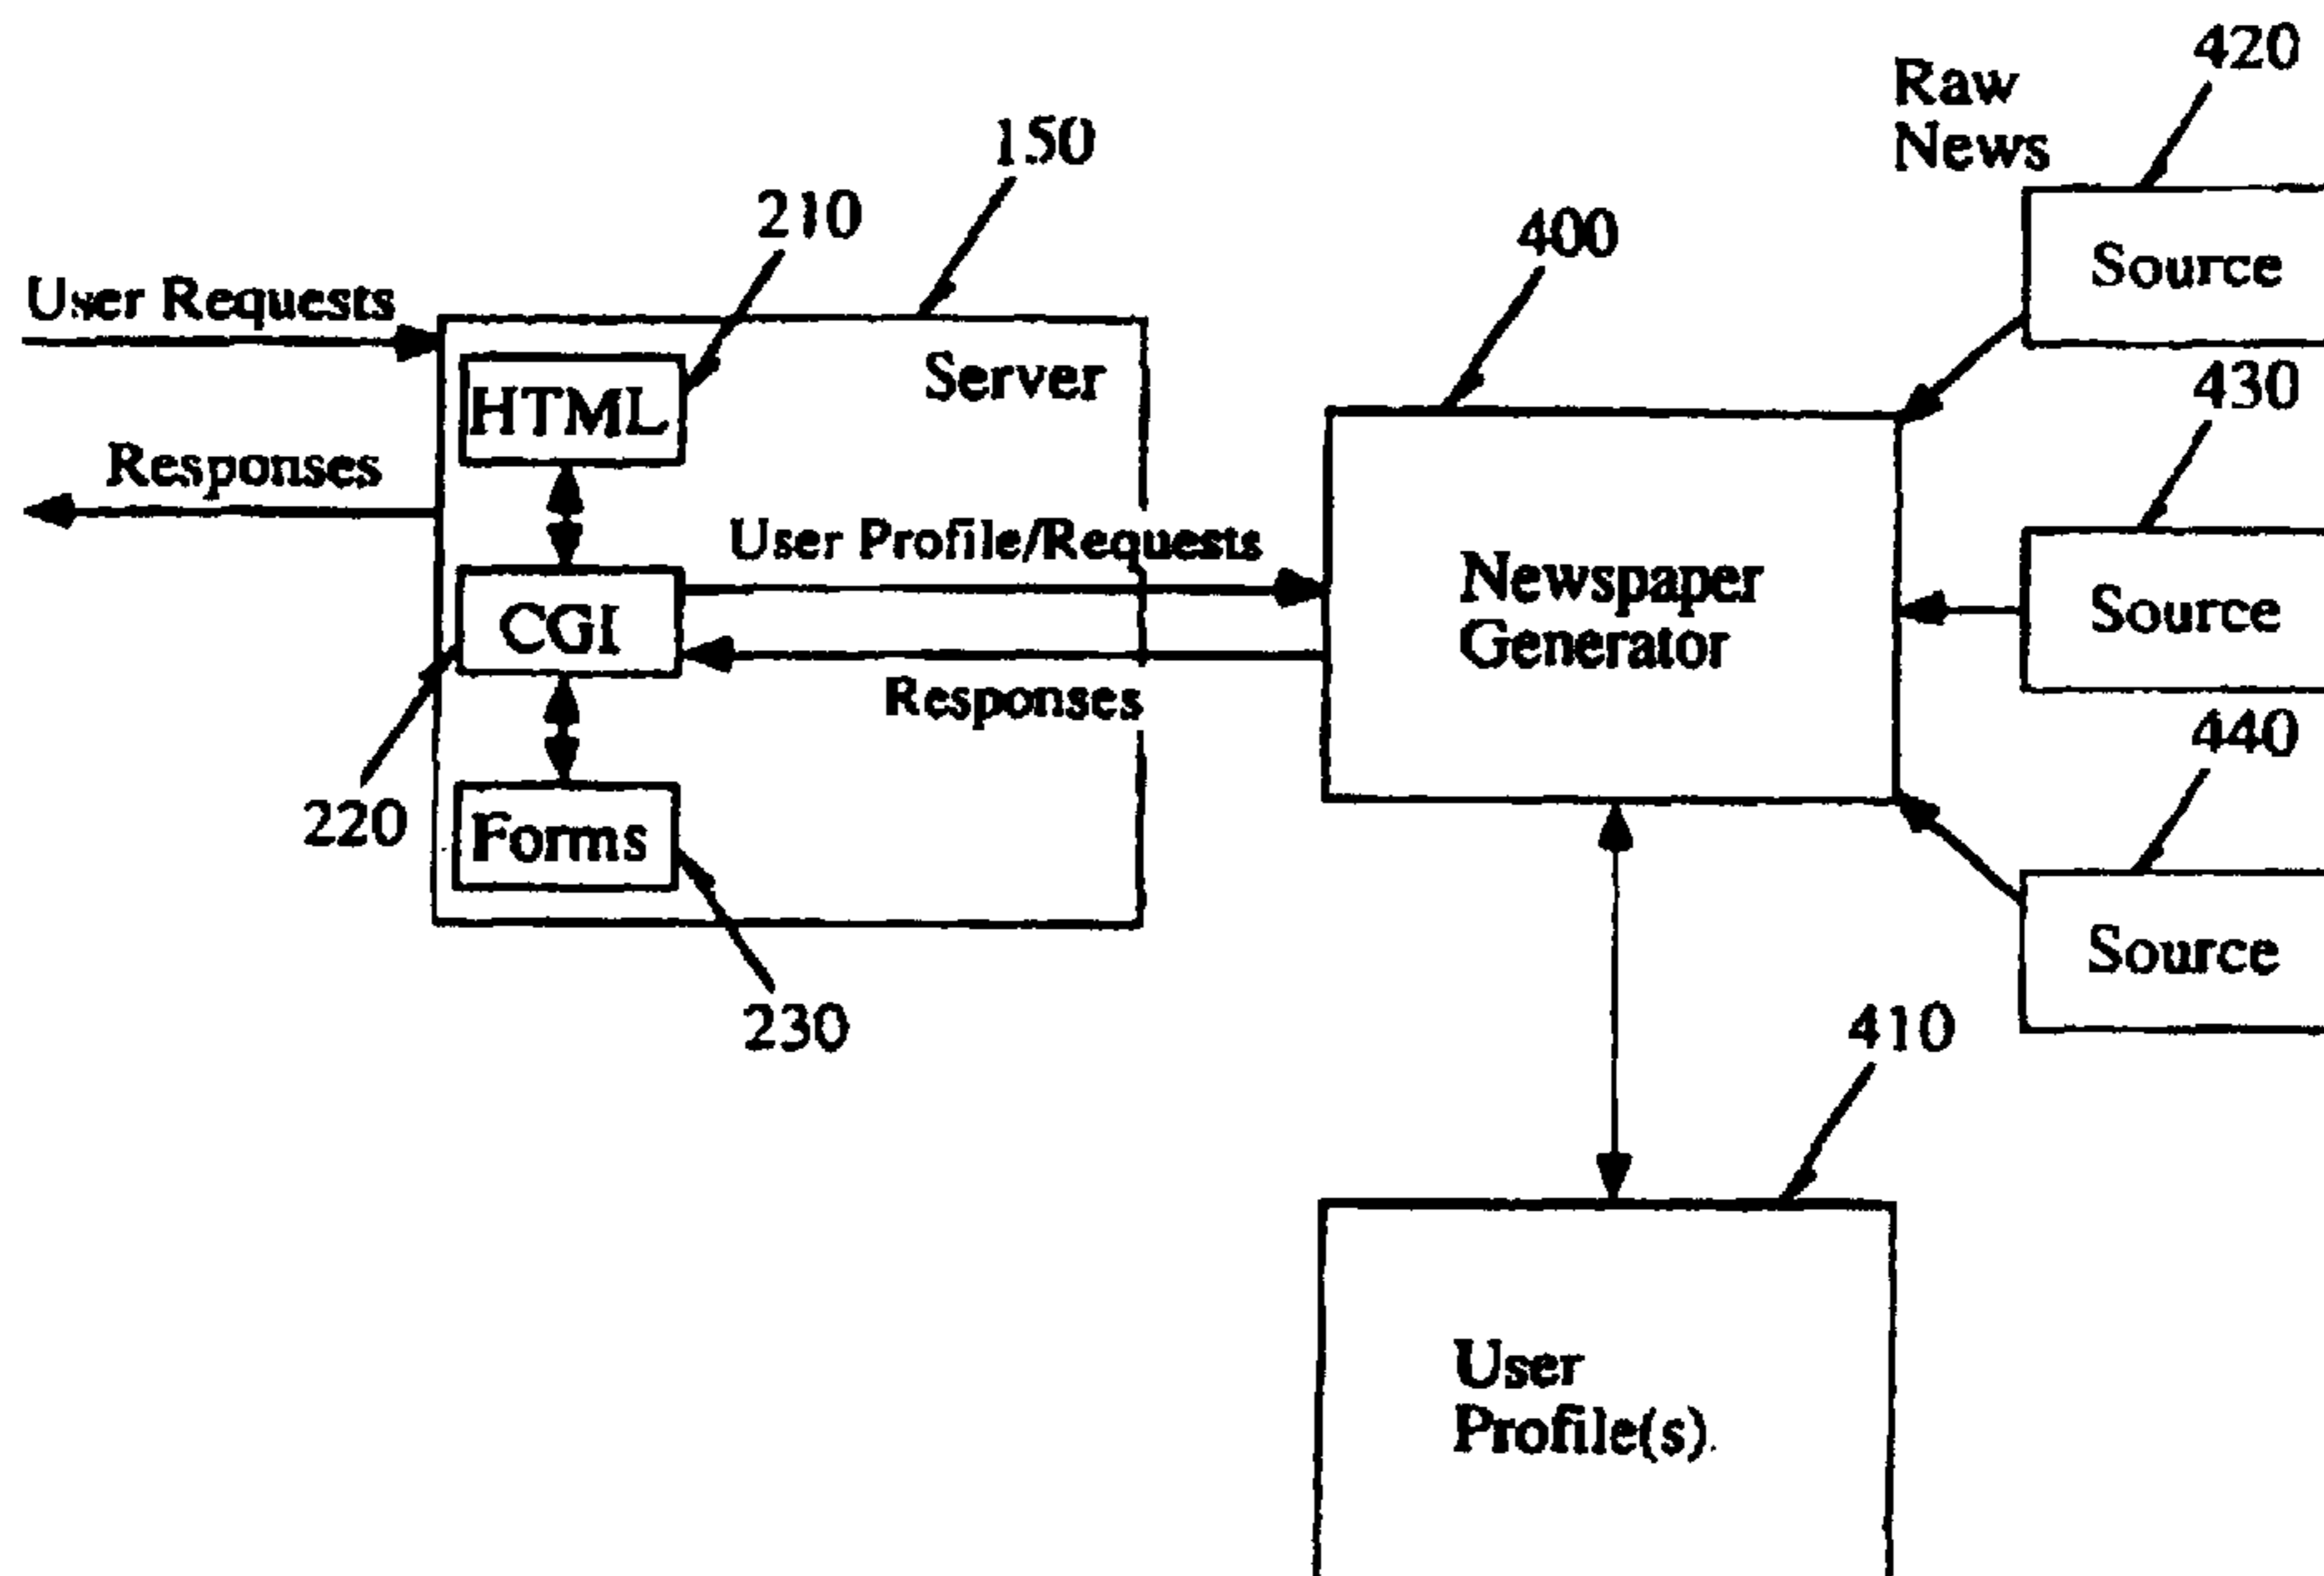 420
Raw
News
150
210
400
Source
User Requests
Server
430
HTML
Responses
User Profile/Requests
Newspaper
Generator
Source
CGI
Responses
440
220
Forms
Source
230
410
User
Profile(s)